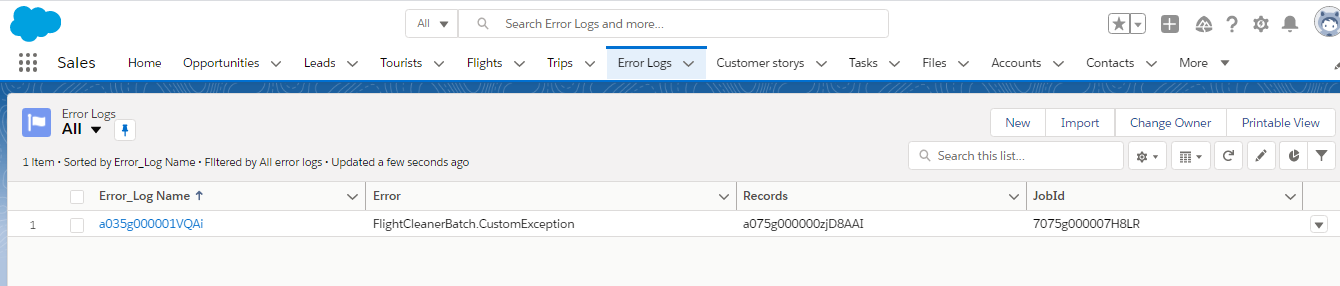 All
Search Error Logs and more...
Sales
Home
Opportunities
Leads
Tourists
Flights
Trips
Error Logs
Customer storys
Tasks
Files
Accounts
Contacts
More
Error Logs
All
New
Import
Change Owner
Printable View
1 Item • Sorted by Error_Log Name • Filtered by All error logs • Updated a few seconds ago
Search this list...
Error_Log Name ↑
Error
Records
JobId
1
a035g000001VQAi
FlightCleanerBatch.CustomException
a075g000000zjD8AAI
7075g000007H8LR